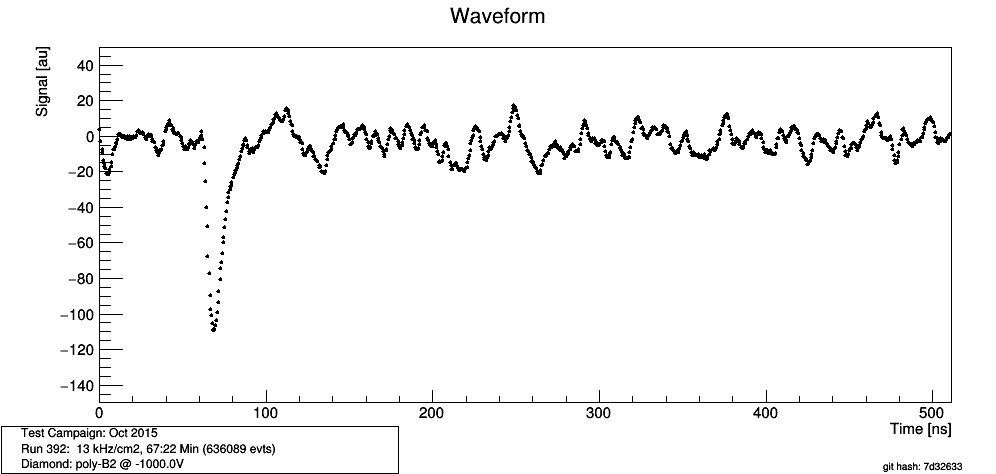 Waveform
Signal [au]
40
20
0
−20
−40
−60
−80
−100
−120
−140
0 100 200 300 400 500
Time [ns]
Test Campaign: Oct 2015
Run 392: 13 kHz/cm2, 67:22 Min (636089 evts)
Diamond: poly-B2 @ -1000.0V
git hash: 7d32633